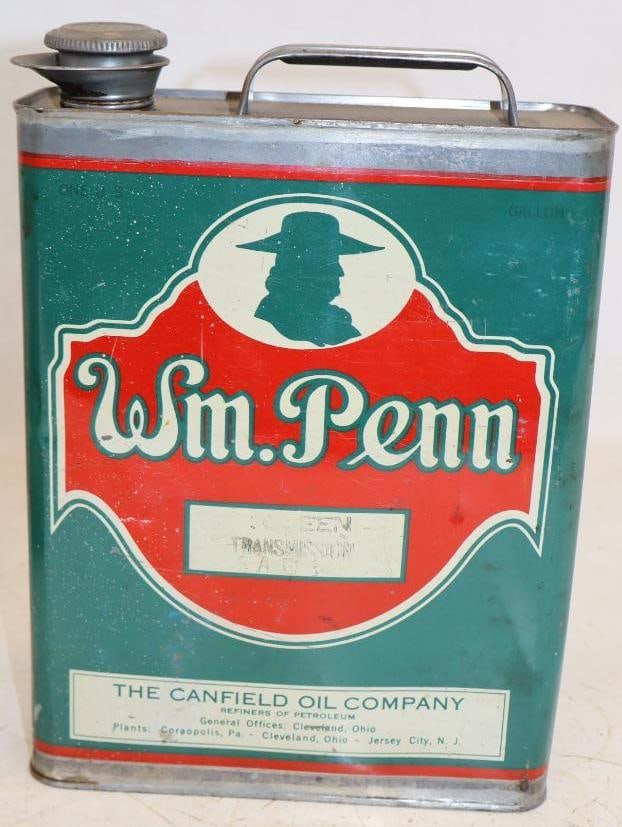 ONE U.S.
GALLON
Wm. Penn
TRANSMISSION
THE CANFIELD OIL COMPANY
REFINERS OF PETROLEUM
General Offices: Cleveland, Ohio
Plants: Coraopolis, Pa. - Cleveland, Ohio - Jersey City, N. J.